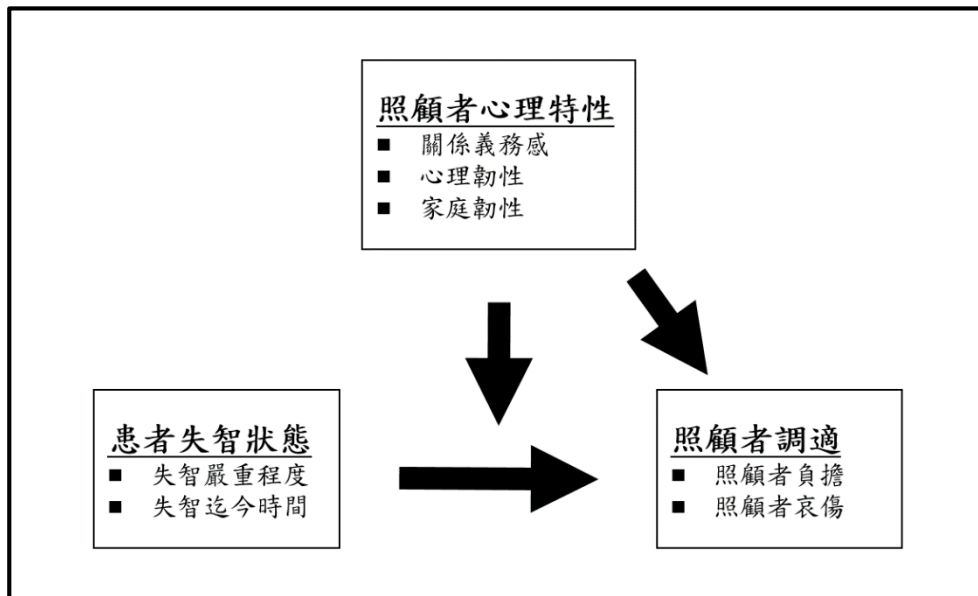 照顧者心理特性
■ 關係義務感
■ 心理韌性
■ 家庭韌性
患者失智狀態
■ 失智嚴重程度
■ 失智迄今時間
照顧者調適
■ 照顧者負擔
■ 照顧者哀傷